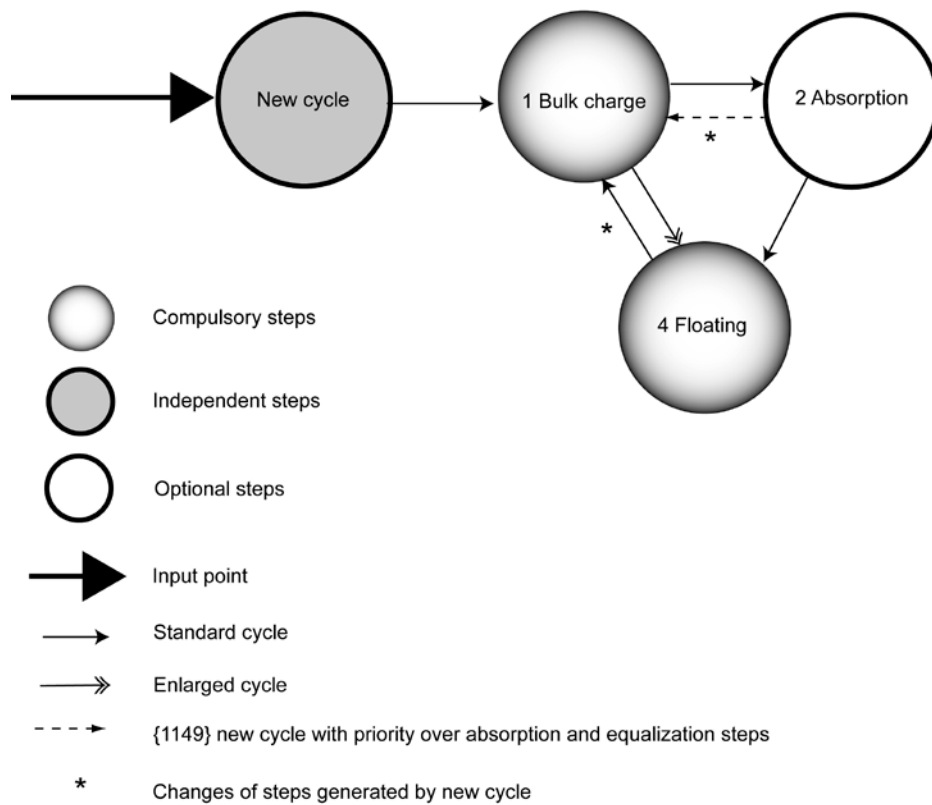 New cycle
1 Bulk charge
2 Absorption
*
*
4 Floating
Compulsory steps
Independent steps
Optional steps
Input point
Standard cycle
Enlarged cycle
{1149} new cycle with priority over absorption and equalization steps
* Changes of steps generated by new cycle